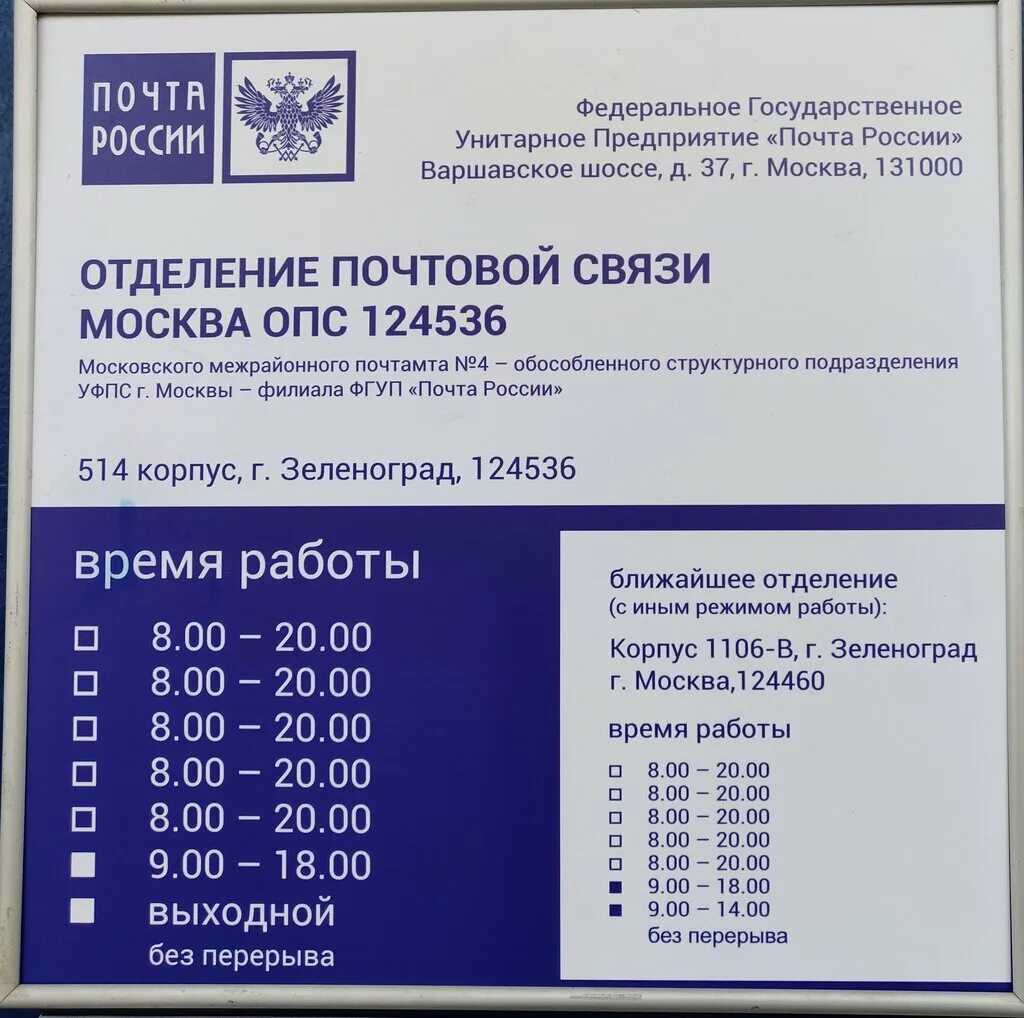 ПОЧТА
РОССИИ
Федеральное Государственное
Унитарное Предприятие «Почта России»
Варшавское шоссе, д. 37, г. Москва, 131000
ОТДЕЛЕНИЕ ПОЧТОВОЙ СВЯЗИ
МОСКВА ОПС 124536
Московского межрайонного почтамта №4 – обособленного структурного подразделения
УФПС г. Москвы – филиала ФГУП «Почта России»
514 корпус, г. Зеленоград, 124536
время работы
8.00 – 20.00
8.00 – 20.00
8.00 – 20.00
8.00 – 20.00
8.00 – 20.00
9.00 – 18.00
выходной
без перерыва
ближайшее отделение
(с иным режимом работы):
Корпус 1106-В, г. Зеленоград
г. Москва,124460
время работы
8.00 – 20.00
8.00 – 20.00
8.00 – 20.00
8.00 – 20.00
8.00 – 20.00
9.00 – 18.00
9.00 – 14.00
без перерыва